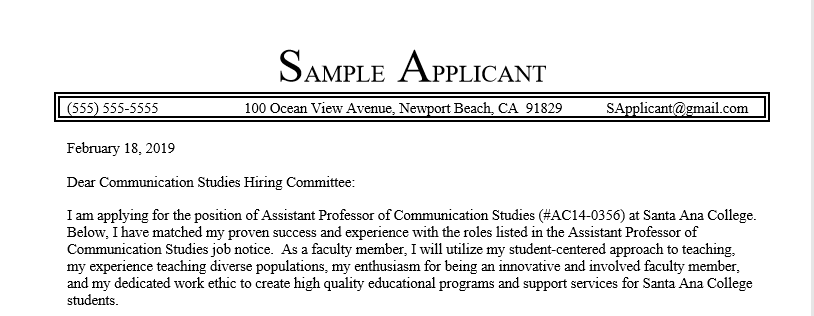 SAMPLE APPLICANT
(555) 555-5555 100 Ocean View Avenue, Newport Beach, CA  91829 SApplicant@gmail.com
February 18, 2019
Dear Communication Studies Hiring Committee:
I am applying for the position of Assistant Professor of Communication Studies (#AC14-0356) at Santa Ana College.
Below, I have matched my proven success and experience with the roles listed in the Assistant Professor of
Communication Studies job notice.  As a faculty member, I will utilize my student-centered approach to teaching,
my experience teaching diverse populations, my enthusiasm for being an innovative and involved faculty member,
and my dedicated work ethic to create high quality educational programs and support services for Santa Ana College
students.